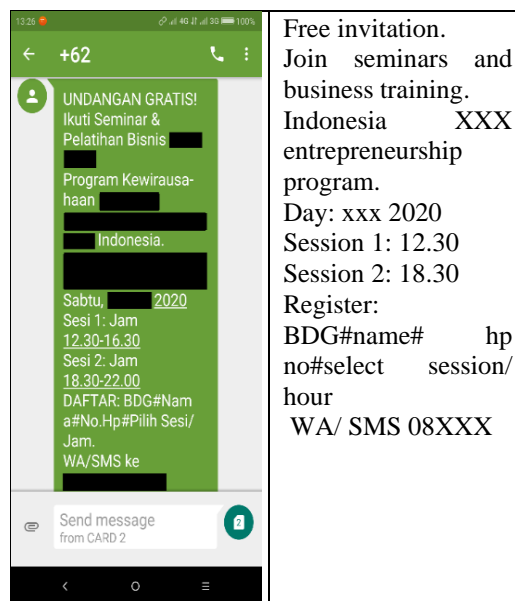 13:26
4G
3G
100%
+62
UNDANGAN GRATIS!
Ikuti Seminar &
Pelatihan Bisnis
Program Kewirausa-
haan
Indonesia.
Sabtu, 2020
Sesi 1: Jam
12.30-16.30
Sesi 2: Jam
18.30-22.00
DAFTAR: BDG#Nam
a#No.Hp#Pilih Sesi/
Jam.
WA/SMS ke
Send message
from CARD 2
2
Free invitation.
Join seminars and
business training.
Indonesia XXX
entrepreneurship
program.
Day: xxx 2020
Session 1: 12.30
Session 2: 18.30
Register:
BDG#name# hp
no#select session/
hour
WA/ SMS 08XXX